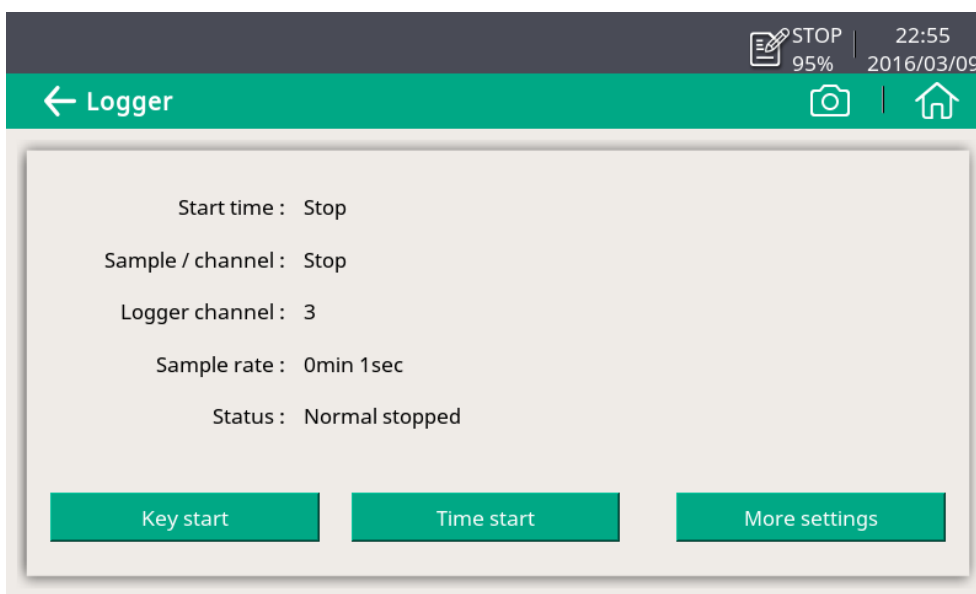 STOP 22:55
95% 2016/03/09
Logger
Start time : Stop
Sample / channel : Stop
Logger channel : 3
Sample rate : 0min 1sec
Status : Normal stopped
Key start Time start More settings